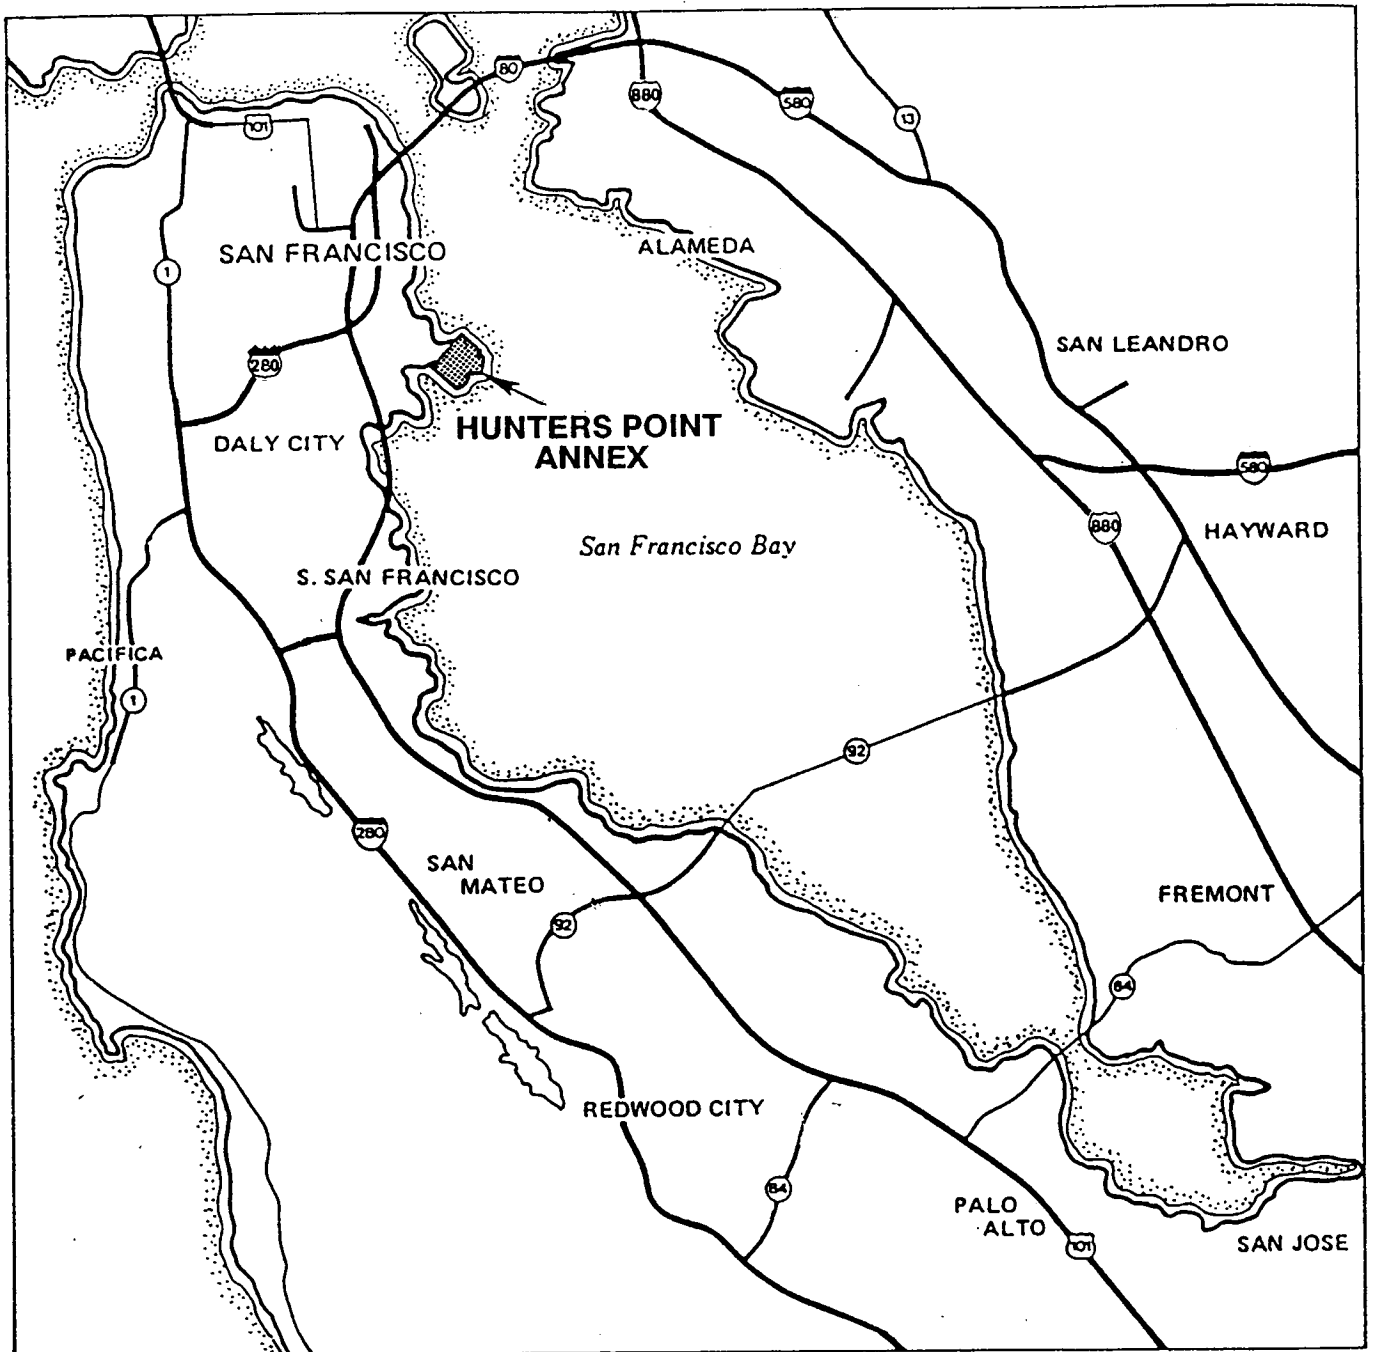 80
880
580
13
101
SAN FRANCISCO
ALAMEDA
1
SAN LEANDRO
280
HUNTERS POINT
ANNEX
DALY CITY
580
880
HAYWARD
San Francisco Bay
S. SAN FRANCISCO
PACIFICA
1
92
280
SAN
MATEO
FREMONT
92
84
REDWOOD CITY
84
PALO
ALTO
101
SAN JOSE